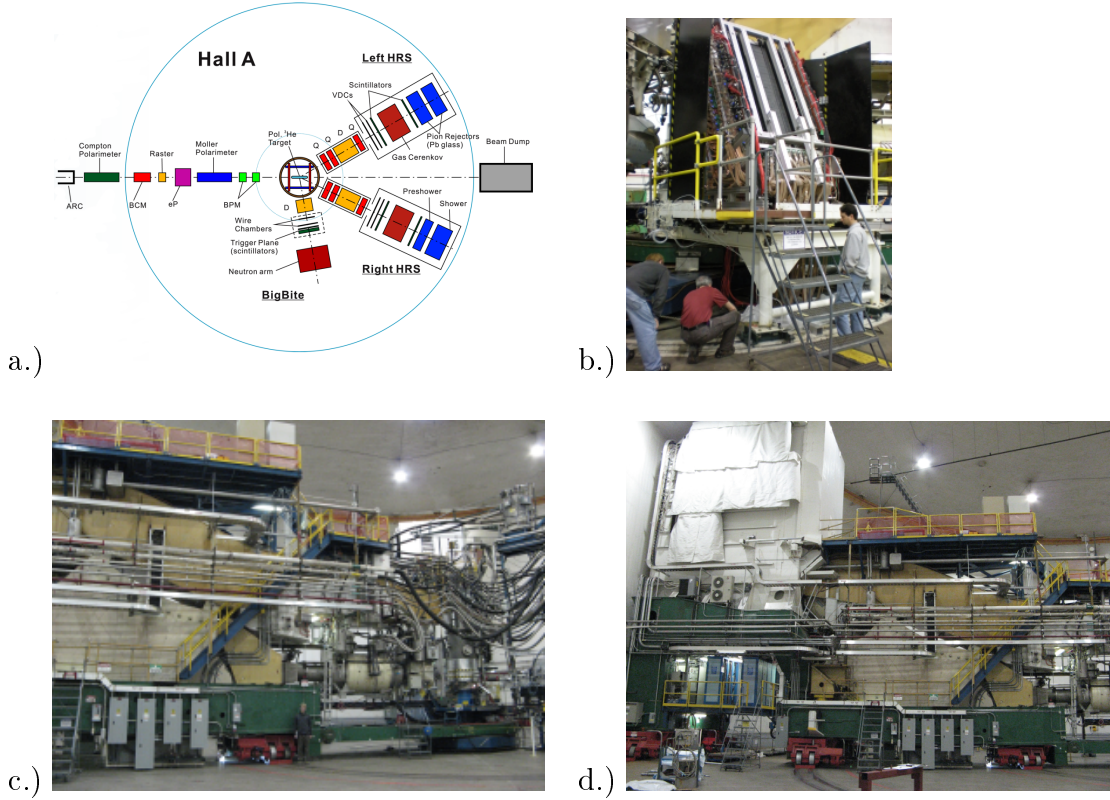 Hall A
Left HRS
Scintillators
VDCs
Q
Q
D
Q
Pol. ³He
Target
Pion Rejectors
(Pb glass)
Gas Cerenkov
Beam Dump
Compton
Polarimeter
Raster
Moller
Polarimeter
ARC
BCM
eP
BPM
D
Wire
Chambers
Trigger Plane
(scintillators)
Neutron arm
BigBite
Preshower
Shower
Right HRS
a.)
b.)
c.)
d.)